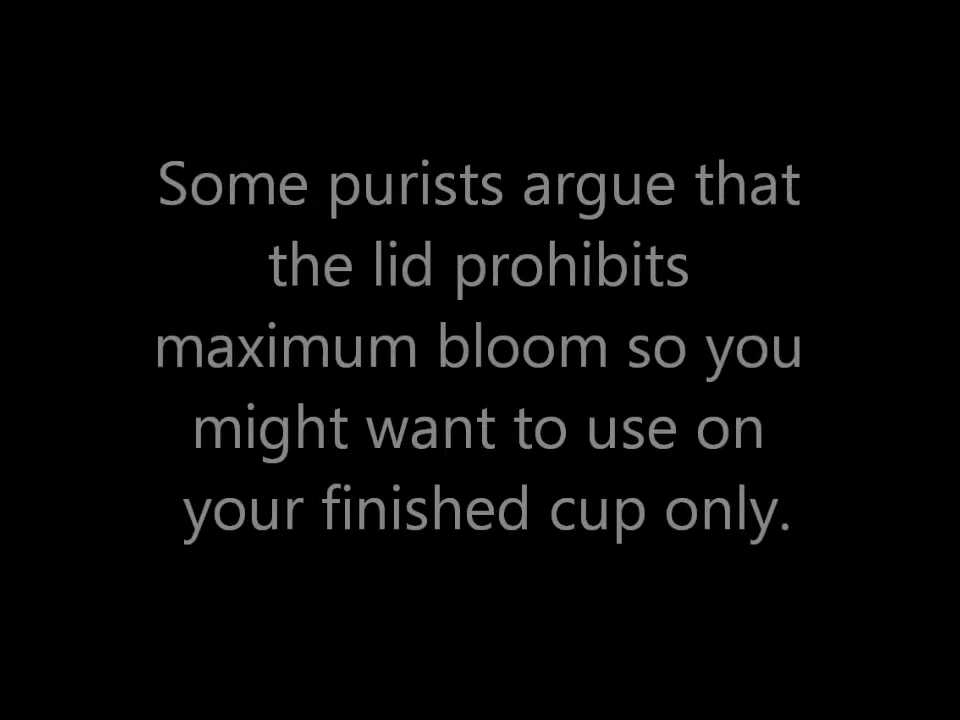 Some purists argue that
the lid prohibits
maximum bloom so you
might want to use on
your finished cup only.